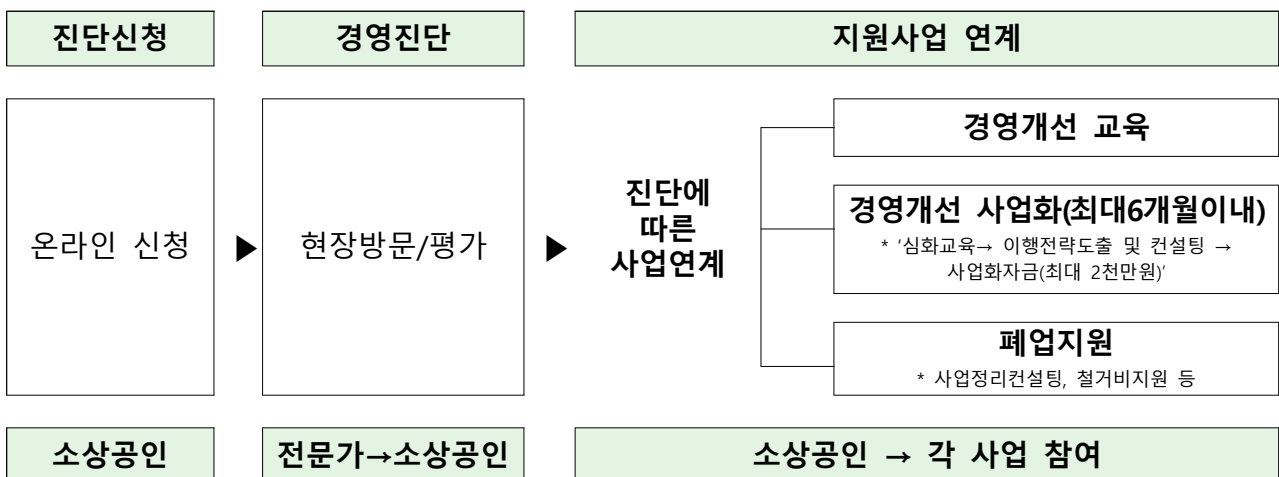 진단신청
경영진단
지원사업 연계
온라인 신청
▶
현장방문/평가
▶
진단에
따른
사업연계
경영개선 교육
경영개선 사업화(최대6개월이내)
* '심화교육→ 이행전략도출 및 컨설팅 →
사업화자금(최대 2천만원)'
폐업지원
* 사업정리컨설팅, 철거비지원 등
소상공인
전문가→소상공인
소상공인 → 각 사업 참여